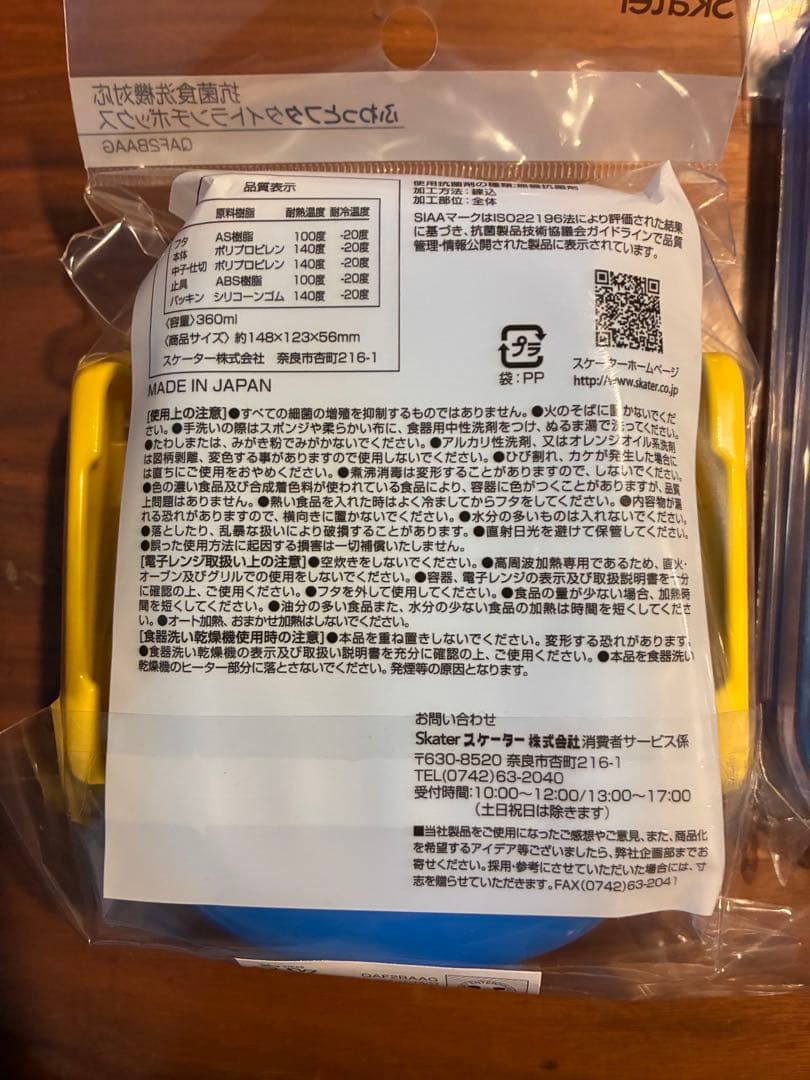 Skater
抗菌食洗機対応
ふわっとフタタイトランチボックス
QAF2BAAG
品質表示
原料樹脂 耐熱温度 耐冷温度
フタ AS樹脂 100度 -20度
本体 ポリプロピレン 140度 -20度
中子・仕切 ポリプロピレン 140度 -20度
止具 ABS樹脂 100度 -20度
パッキン シリコーンゴム 140度 -20度
〈容量〉360ml
〈商品サイズ〉約148×123×56mm
スケーター株式会社 奈良市杏町216-1
MADE IN JAPAN
使用抗菌剤の種類:無機抗菌剤
加工方法:練込
加工部位:全体
SIAAマークはISO22196法により評価された結果
に基づき、抗菌製品技術協議会ガイドラインで品質
管理・情報公開された製品に表示されています。
プラ
袋:PP
スケーターホームページ
http://www.skater.co.jp
[使用上の注意]●すべての細菌の増殖を抑制するものではありません。●火のそばに置かないでくだ
さい。●手洗いの際はスポンジや柔らかい布に、食器用中性洗剤をつけ、ぬるま湯で洗ってください。
●たわしまたは、みがき粉でみがかないでください。●アルカリ性洗剤、又はオレンジオイル系洗剤
は図柄剥離、変色する事がありますので使用しないでください。●ひび割れ、カケが発生した場合に
は直ちにご使用をおやめください。●煮沸消毒は変形することがありますので、しないでください。
●色の濃い食品及び合成着色料が使われている食品により、容器に色がつくことがありますが、品質
上問題はありません。●熱い食品を入れた時はよく冷ましてからフタをしてください。●内容物が漏
れる恐れがありますので、横向きに置かないでください。●水分の多いものは入れないでください。
●落としたり、乱暴な扱いにより破損することがあります。●直射日光を避けて保管してください。
●誤った使用方法に起因する損害は一切補償いたしません。
[電子レンジ取扱い上の注意]●空炊きをしないでください。●高周波加熱専用であるため、直火・
オーブン及びグリルでの使用をしないでください。●容器、電子レンジの表示及び取扱説明書を十分
に確認の上、ご使用ください。●フタを外して使用してください。●食品の量が少ない場合、加熱時
間を短くしてください。●油分の多い食品また、水分の少ない食品の加熱は時間を短くしてくださ
い。●オート加熱、おまかせ加熱はしないでください。
[食器洗い乾燥機使用時の注意]●本品を重ね置きしないでください。変形する恐れがあります。
●食器洗い乾燥機の表示及び取扱い説明書を充分に確認の上、ご使用ください。●本品を食器洗い
乾燥機のヒーター部分に落とさないでください。発煙等の原因となります。
お問い合わせ
Skater スケーター株式会社 消費者サービス係
〒630-8520 奈良市杏町216-1
TEL(0742)63-2040
受付時間:10:00〜12:00/13:00〜17:00
(土日祝日は除きます)
■当社製品をご使用になったご感想やご意見、また、商品化
を希望するアイデア等ございましたら、弊社企画部までお
寄せください。採用・参考にさせていただいた場合には、寸
志を贈らせていただきます。FAX(0742)63-2041
QAF2BAAG